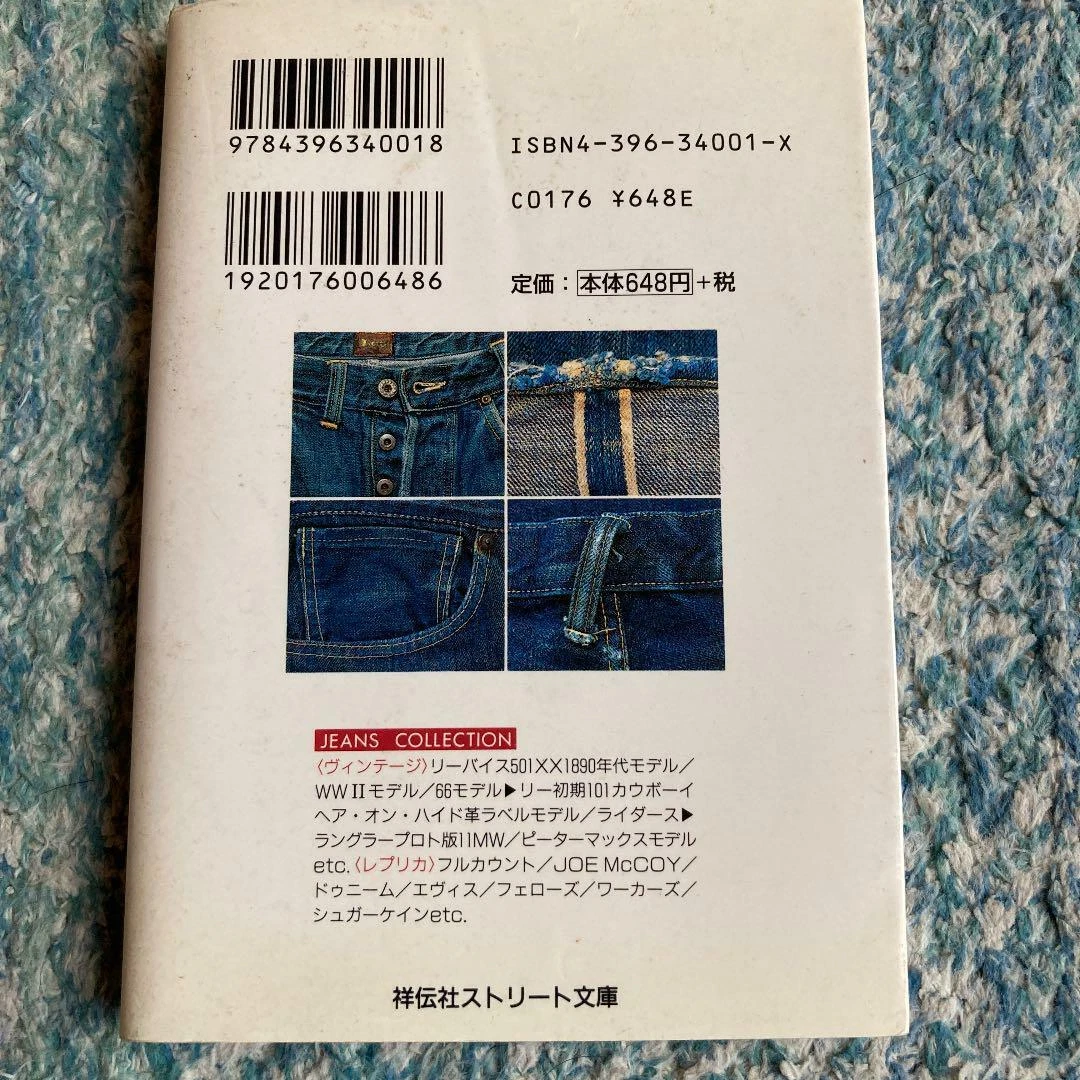 9784396340018
ISBN4-396-34001-X
1920176006486
C0176 ¥648E
定価：本体648円+税
JEANS COLLECTION
〈ヴィンテージ〉リーバイス501XX1890年代モデル／
WWⅡモデル／66モデル▶リー初期101カウボーイ
ヘア・オン・ハイド革ラベルモデル／ライダース▶
ラングラープロト版11MW／ピーターマックスモデル
etc.〈レプリカ〉フルカウント／JOE McCOY／
ドゥニーム／エヴィス／フェローズ／ワーカーズ／
シュガーケインetc.
祥伝社ストリート文庫